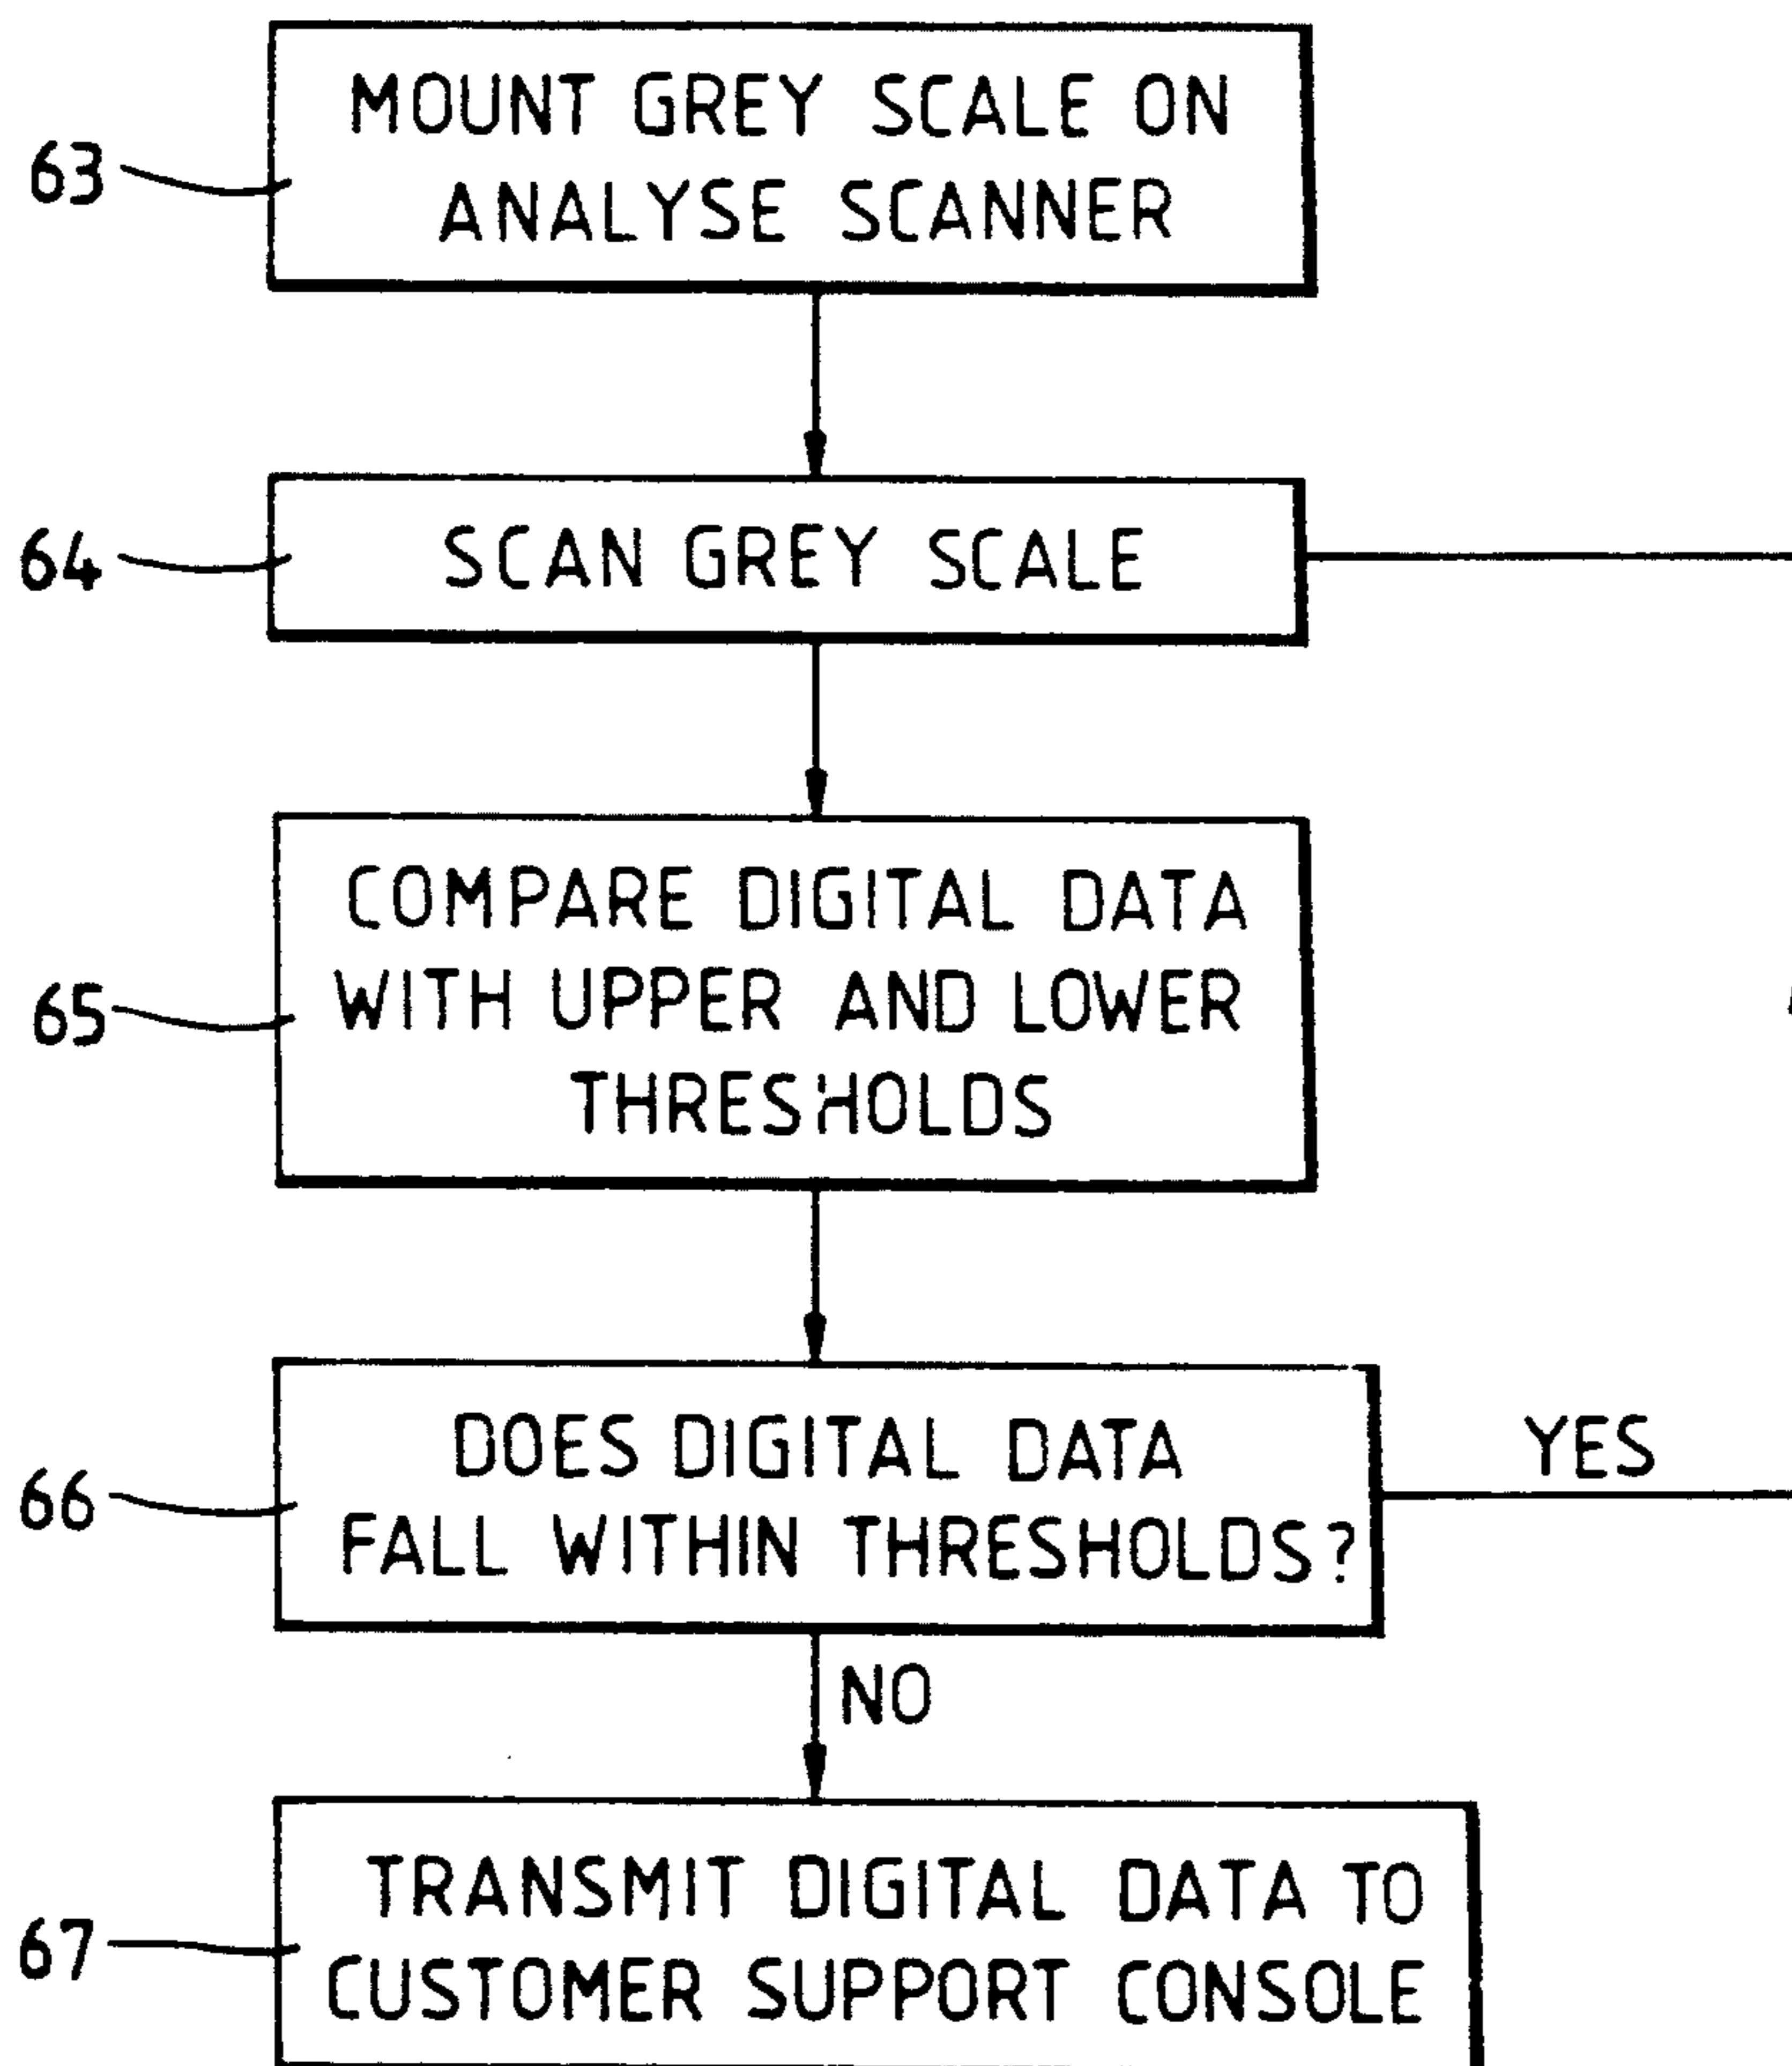 63
MOUNT GREY SCALE ON
ANALYSE SCANNER
64
SCAN GREY SCALE
65
COMPARE DIGITAL DATA
WITH UPPER AND LOWER
THRESHOLDS
66
DOES DIGITAL DATA
FALL WITHIN THRESHOLDS?
YES
NO
67
TRANSMIT DIGITAL DATA TO
CUSTOMER SUPPORT CONSOLE